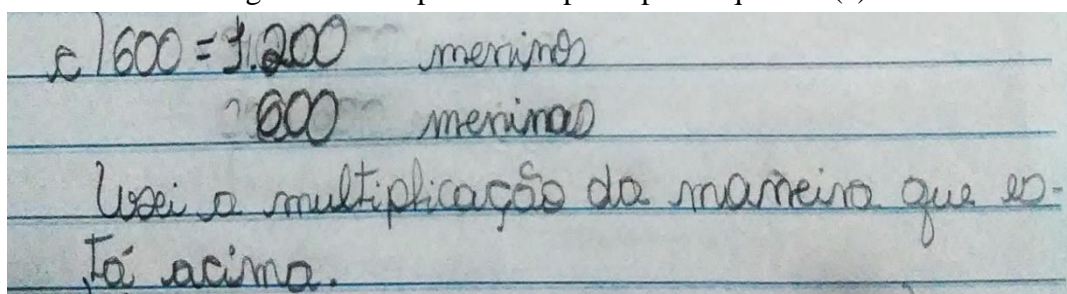 c) 600 = 1.200 meninos
600 meninas
Usei a multiplicação da maneira que es-
tá acima.